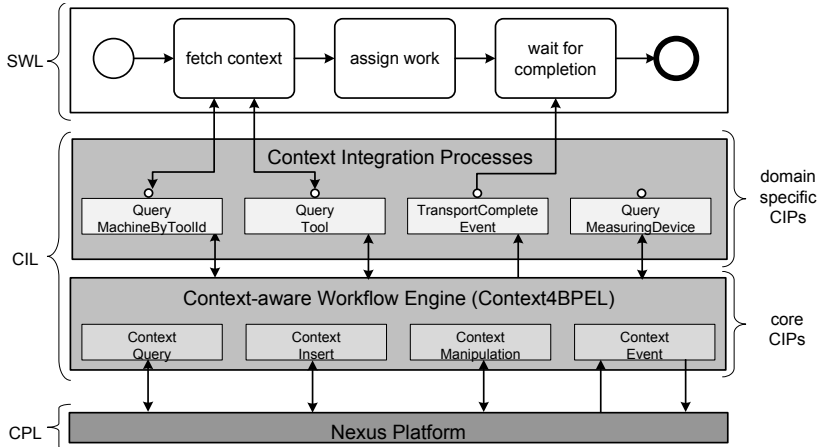 SWL
fetch context
assign work
wait for
completion
CIL
Context Integration Processes
Query
MachineByToolId
Query
Tool
TransportComplete
Event
Query
MeasuringDevice
domain
specific
CIPs
Context-aware Workflow Engine (Context4BPEL)
Context
Query
Context
Insert
Context
Manipulation
Context
Event
core
CIPs
CPL
Nexus Platform